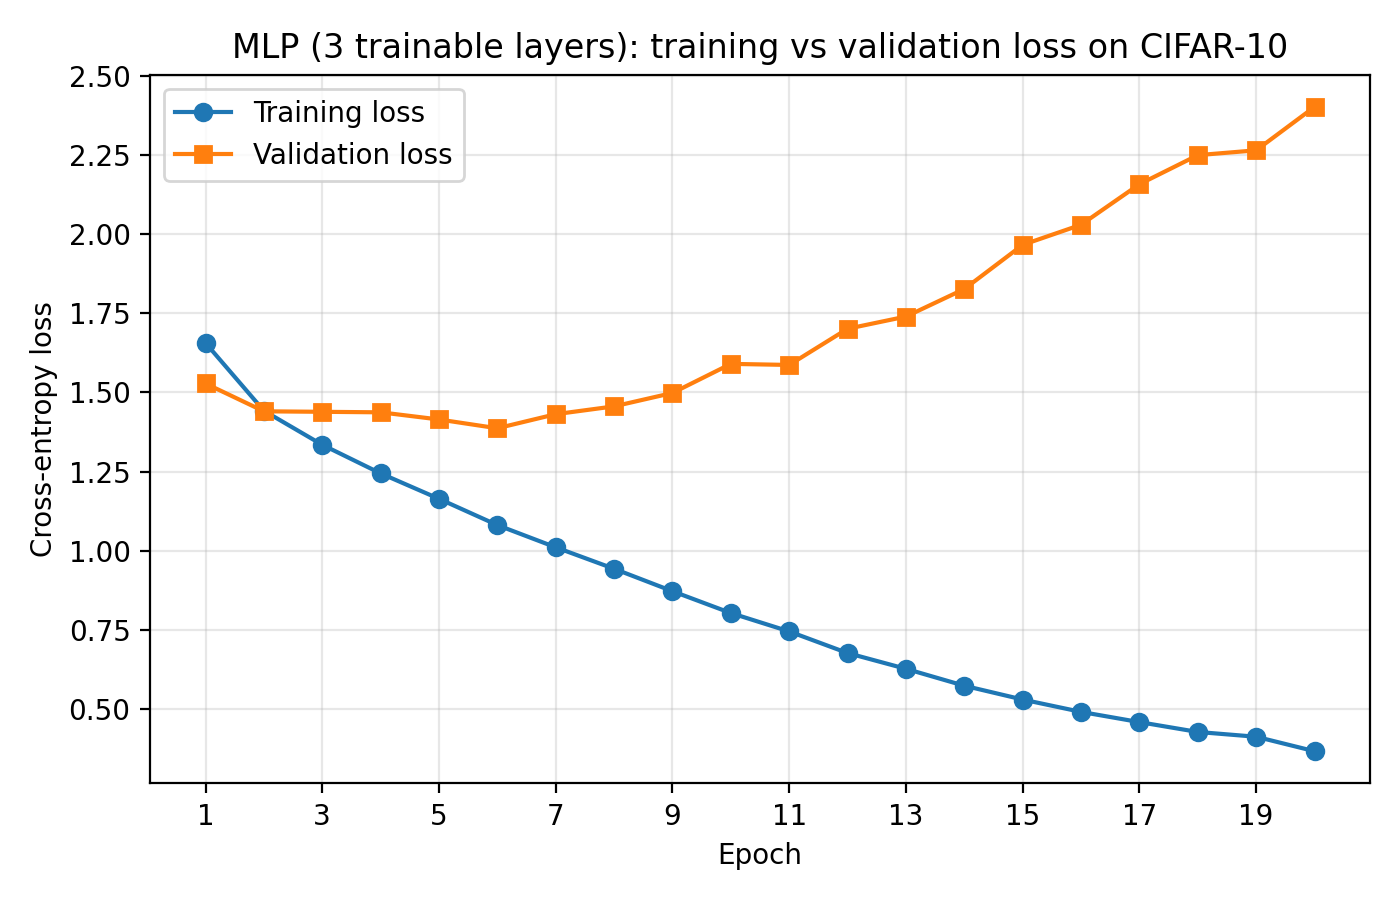 MLP (3 trainable layers): training vs validation loss on CIFAR-10
Training loss
Validation loss
Cross-entropy loss
2.50
2.25
2.00
1.75
1.50
1.25
1.00
0.75
0.50
1 3 5 7 9 11 13 15 17 19
Epoch